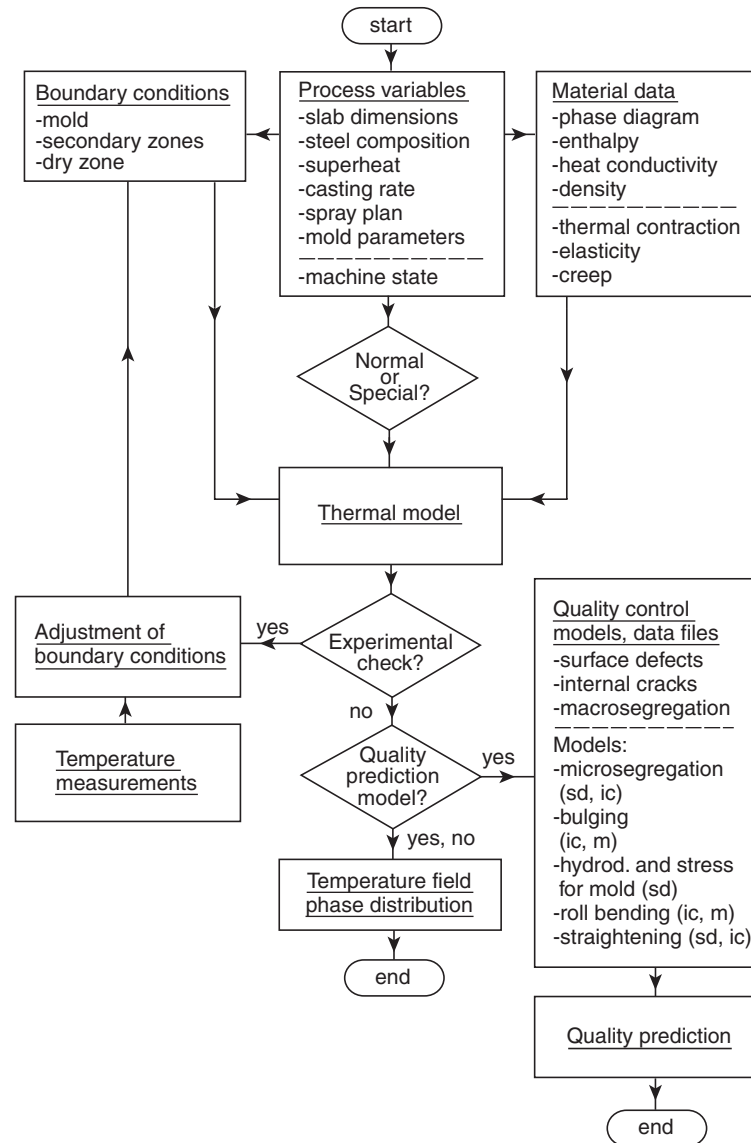 start
Boundary conditions
-mold
-secondary zones
-dry zone
Process variables
-slab dimensions
-steel composition
-superheat
-casting rate
-spray plan
-mold parameters
-machine state
Material data
-phase diagram
-enthalpy
-heat conductivity
-density
-thermal contraction
-elasticity
-creep
Normal
or
Special?
Thermal model
Experimental
check?
yes
no
Adjustment of
boundary conditions
Temperature
measurements
Quality
prediction
model?
yes
yes, no
Temperature field
phase distribution
end
Quality control
models, data files
-surface defects
-internal cracks
-macrosegregation
Models:
-microsegregation
(sd, ic)
-bulging
(ic, m)
-hydrod. and stress
for mold (sd)
-roll bending (ic, m)
-straightening (sd, ic)
Quality prediction
end